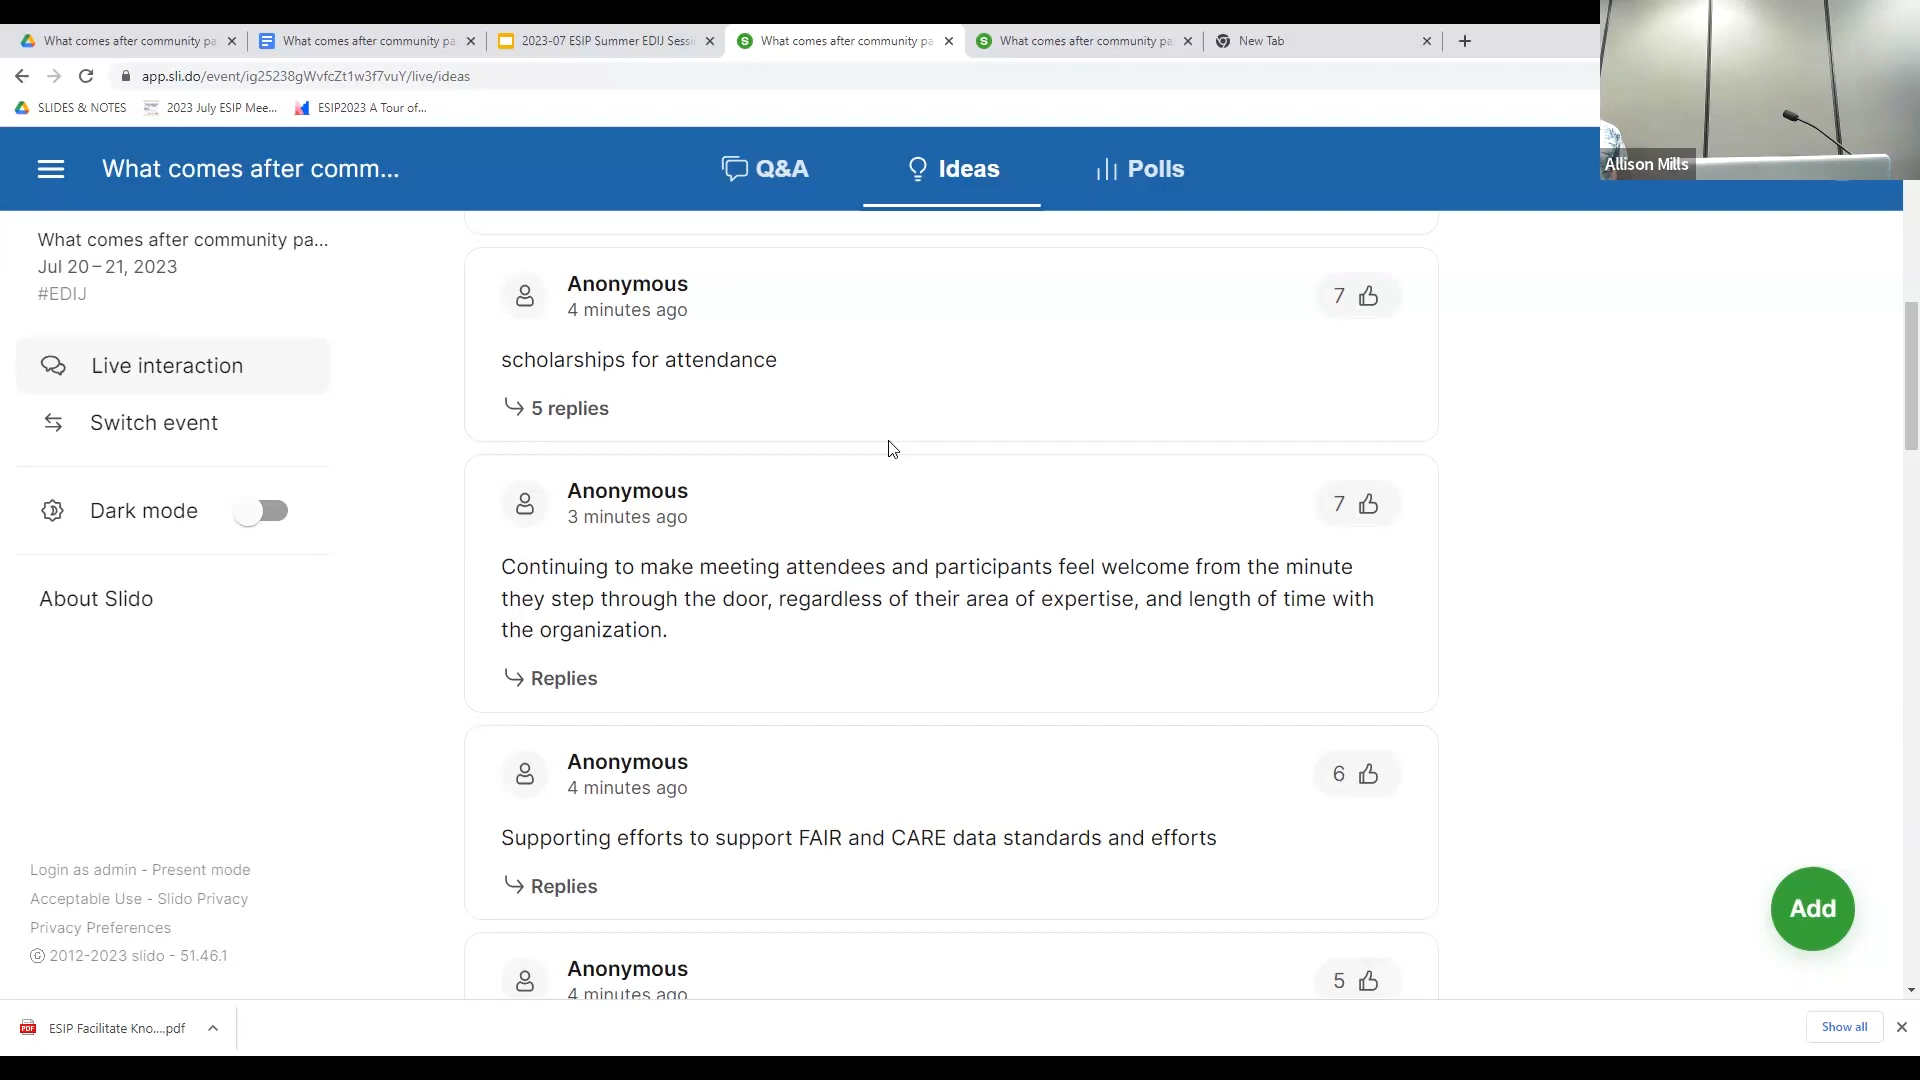 What comes after community pa
What comes after community pa
2023-07 ESIP Summer EDIJ Sessi
What comes after community pa
What comes after community pa
New Tab
app.sli.do/event/ig25238gWvfcZt1w3f7vuY/live/ideas
SLIDES & NOTES
2023 July ESIP Mee...
ESIP2023 A Tour of...
What comes after comm...
Q&A
Ideas
Polls
Allison Mills
What comes after community pa...
Jul 20 – 21, 2023
#EDIJ
Live interaction
Switch event
Dark mode
About Slido
Login as admin - Present mode
Acceptable Use - Slido Privacy
Privacy Preferences
© 2012-2023 slido - 51.46.1
Anonymous
4 minutes ago
7
scholarships for attendance
5 replies
Anonymous
3 minutes ago
7
Continuing to make meeting attendees and participants feel welcome from the minute
they step through the door, regardless of their area of expertise, and length of time with
the organization.
Replies
Anonymous
4 minutes ago
6
Supporting efforts to support FAIR and CARE data standards and efforts
Replies
Anonymous
4 minutes ago
5
Add
ESIP Facilitate Kno....pdf
Show all